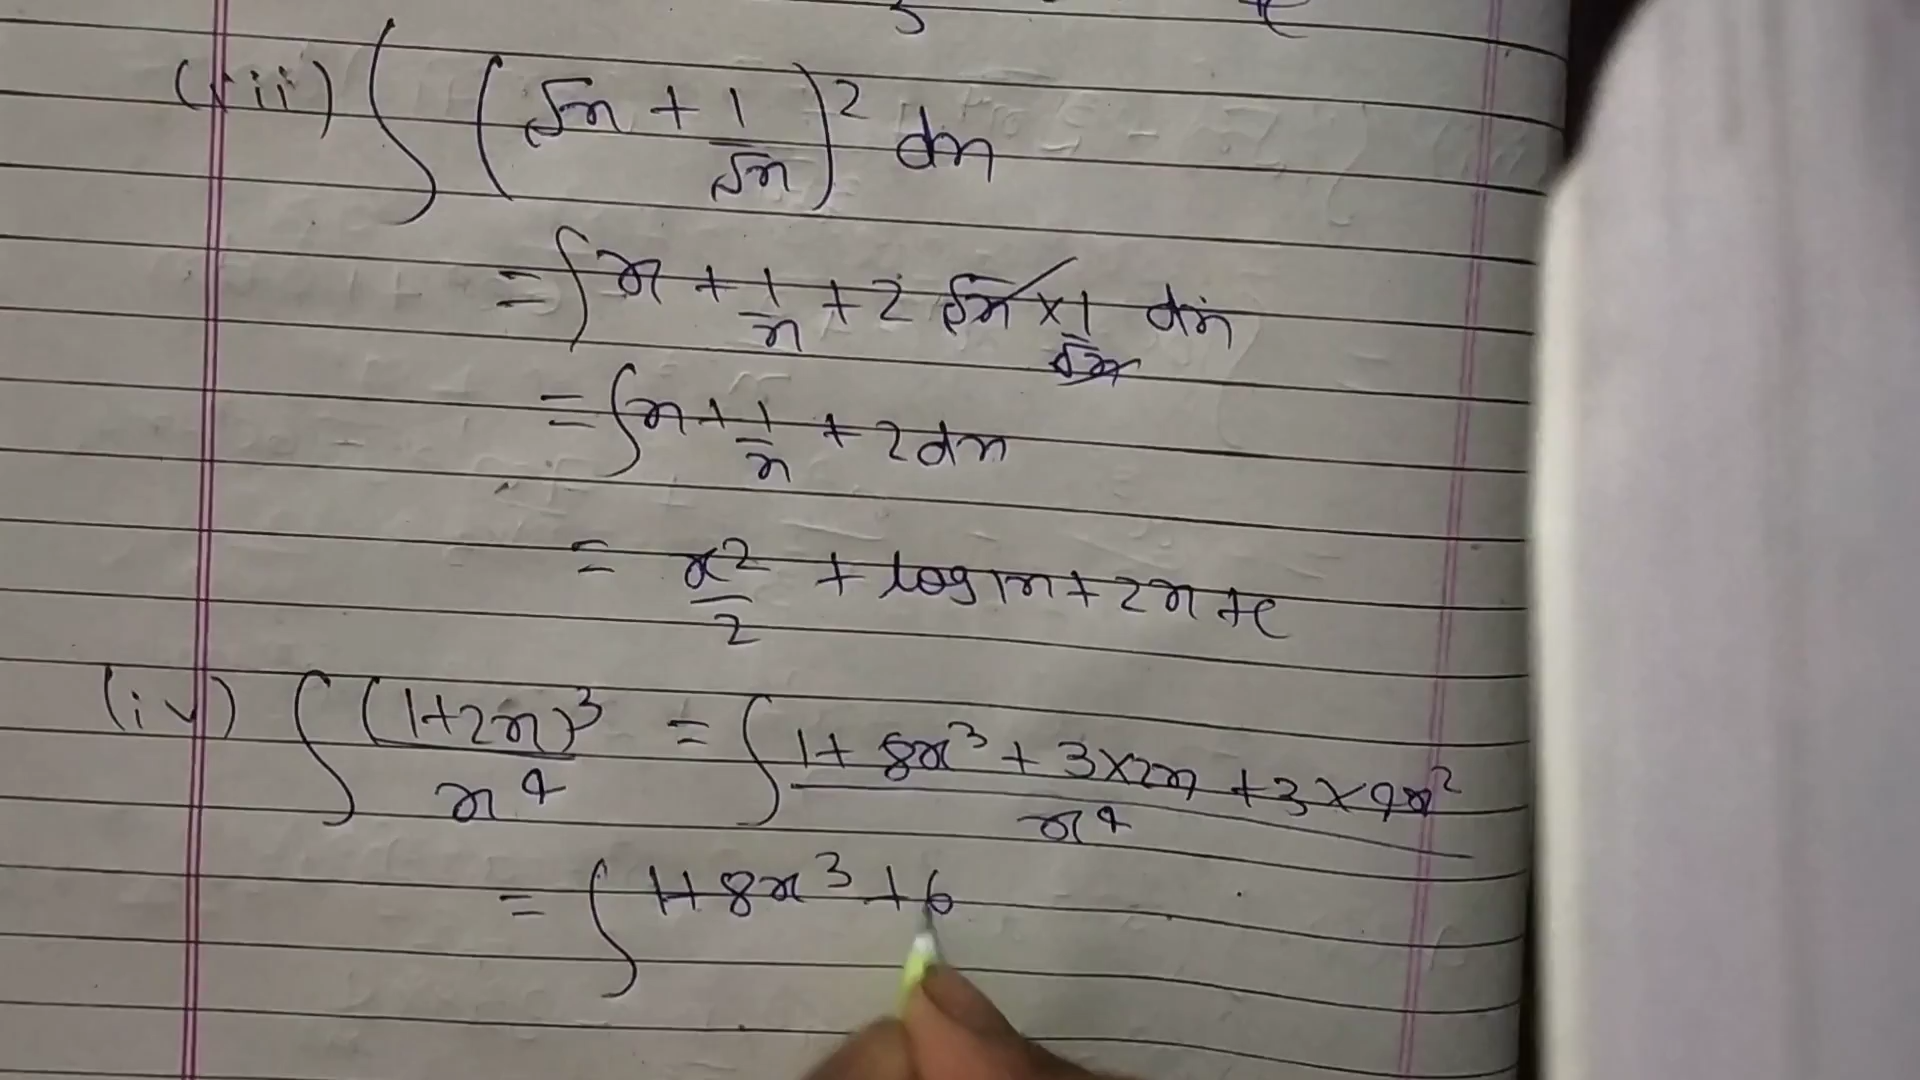 (iii) ∫ (√x + 1/√x)² dx
= ∫ x + 1/x + 2 √x × 1/√x dx
= ∫ x + 1/x + 2 dx
= x²/2 + log|x + 2x + c
(iv) ∫ (1+2x)³/x⁴ = ∫ (1 + 8x³ + 3×2x + 3×4x²)/x⁴
= ∫ 1+8x³ + 6